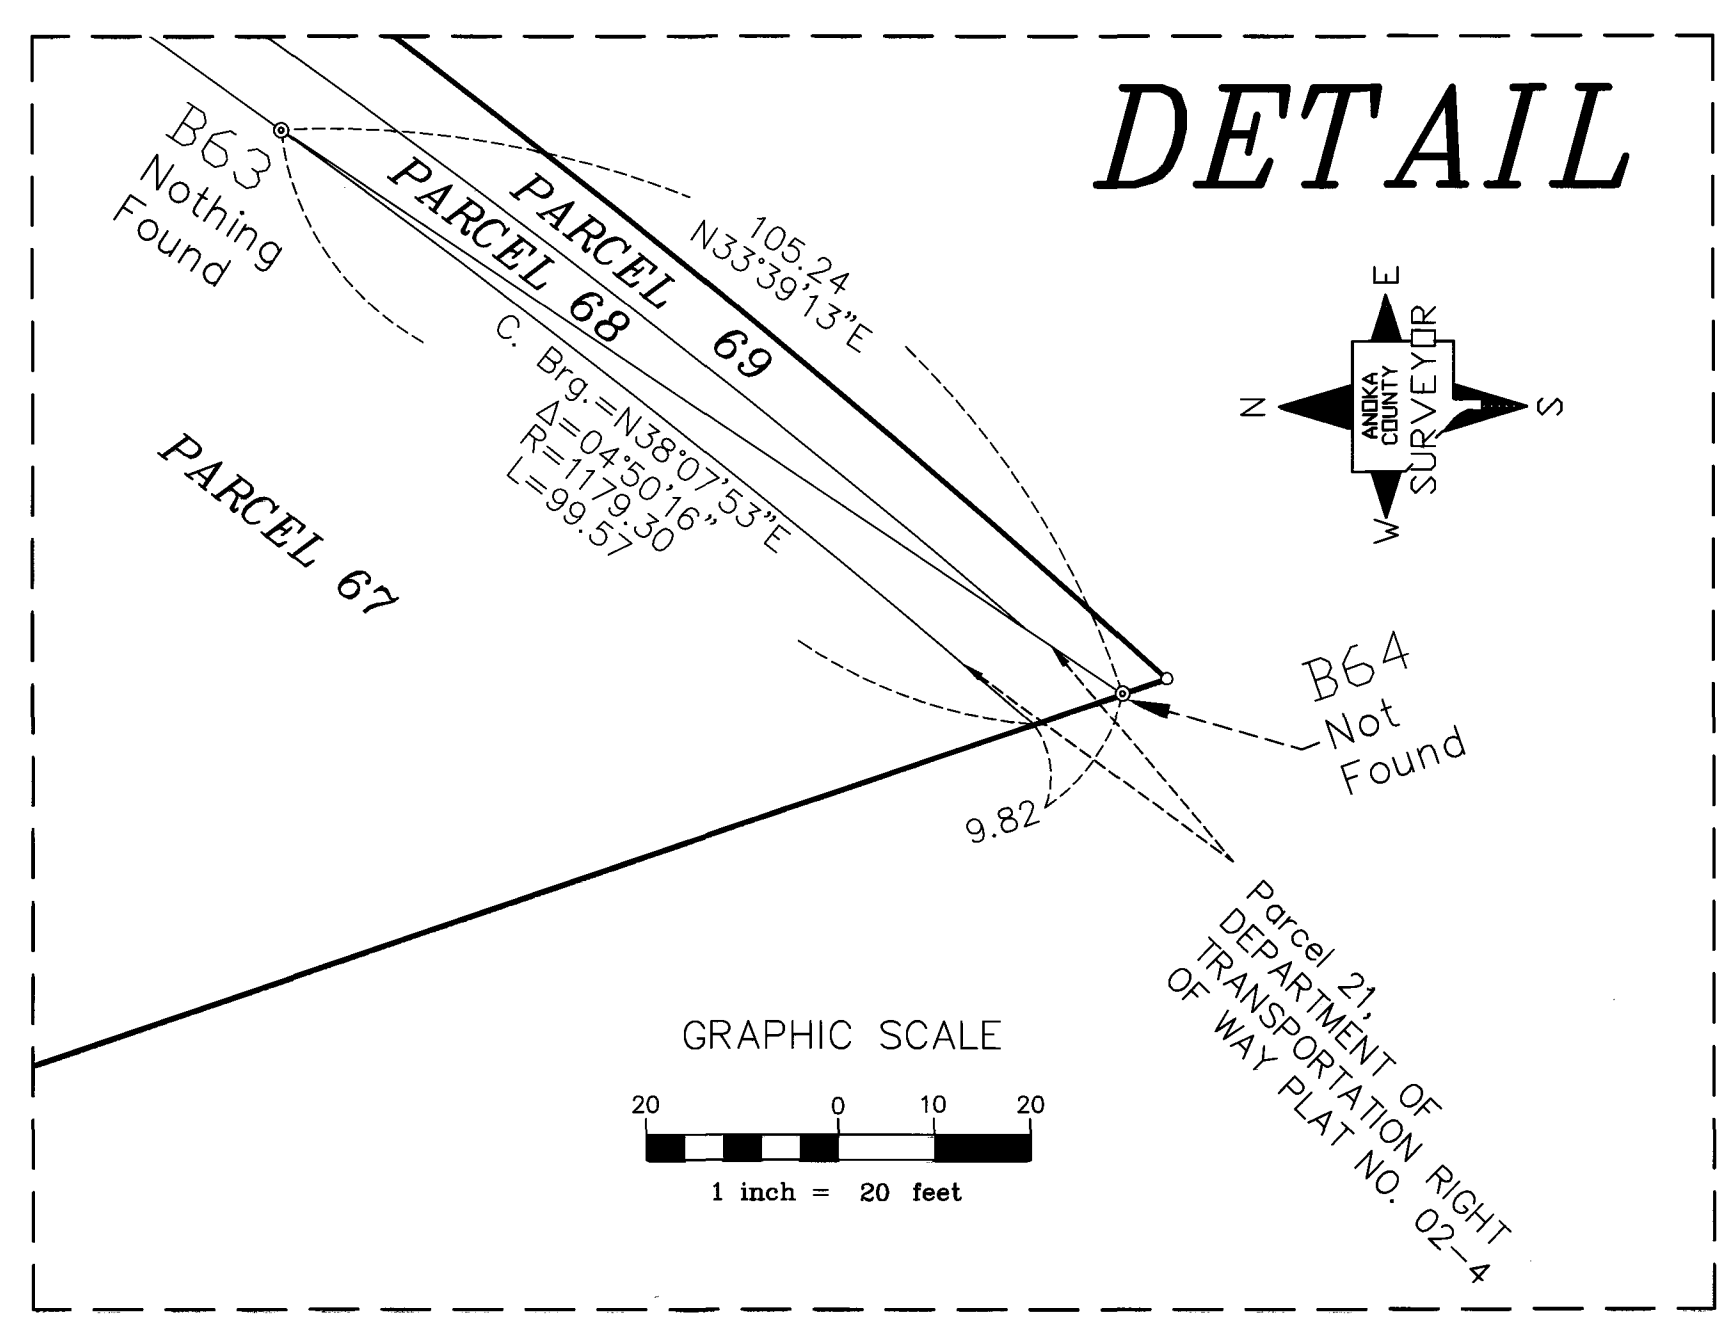 DETAIL
B63
Nothing
Found
PARCEL 69
PARCEL 68
105.24
N33°39'13"E
C. Brg.=N38°07'53"E
Δ=04°50'16"
R=1179.30
L=99.57
PARCEL 67
E
N
S
W
ANOKA
COUNTY
SURVEYOR
B64
Not
Found
9.82
Parcel 21,
DEPARTMENT OF
TRANSPORTATION RIGHT
OF WAY PLAT NO. 02-4
GRAPHIC SCALE
20 0 10 20
1 inch = 20 feet